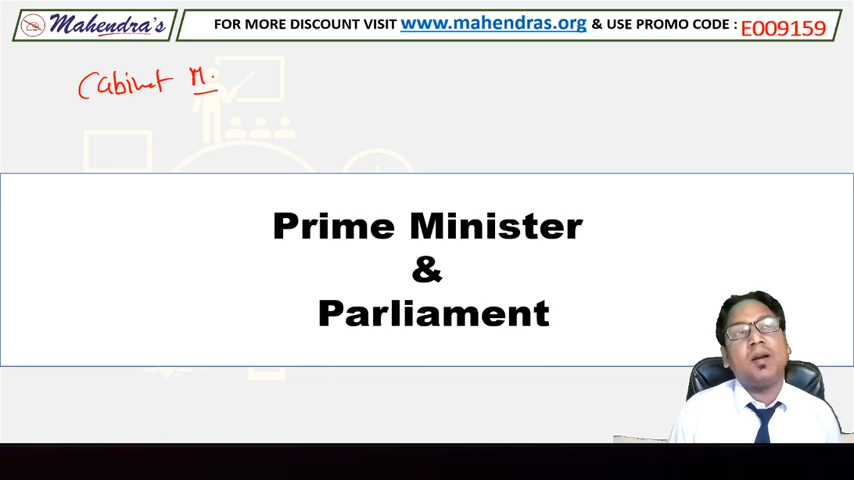 Mahendra's
FOR MORE DISCOUNT VISIT www.mahendras.org & USE PROMO CODE : E009159
Cabinet M.
Prime Minister
&
Parliament